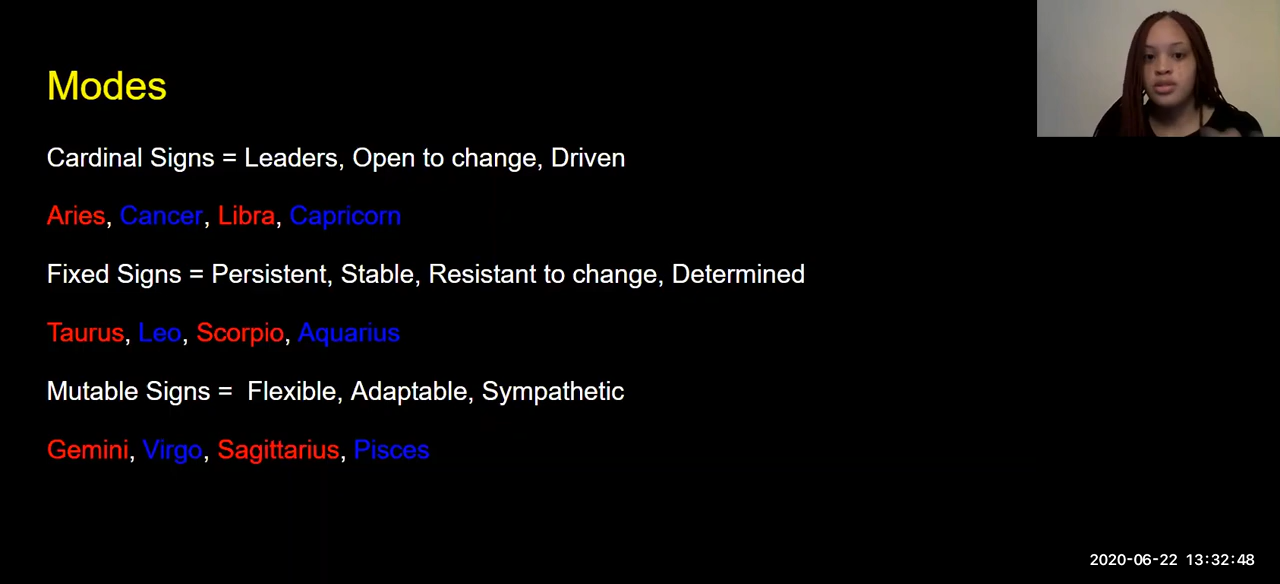 Modes
Cardinal Signs = Leaders, Open to change, Driven
Aries, Cancer, Libra, Capricorn
Fixed Signs = Persistent, Stable, Resistant to change, Determined
Taurus, Leo, Scorpio, Aquarius
Mutable Signs =  Flexible, Adaptable, Sympathetic
Gemini, Virgo, Sagittarius, Pisces
2020-06-22 13:32:48